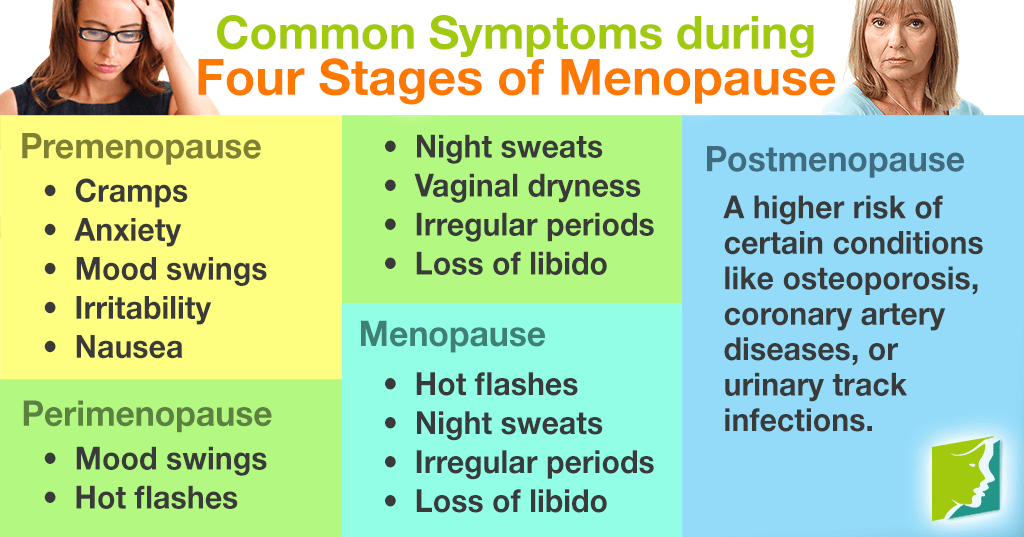 Common Symptoms during
Four Stages of Menopause
Premenopause
• Cramps
• Anxiety
• Mood swings
• Irritability
• Nausea
Perimenopause
• Mood swings
• Hot flashes
• Night sweats
• Vaginal dryness
• Irregular periods
• Loss of libido
Menopause
• Hot flashes
• Night sweats
• Irregular periods
• Loss of libido
Postmenopause
A higher risk of
certain conditions
like osteoporosis,
coronary artery
diseases, or
urinary track
infections.